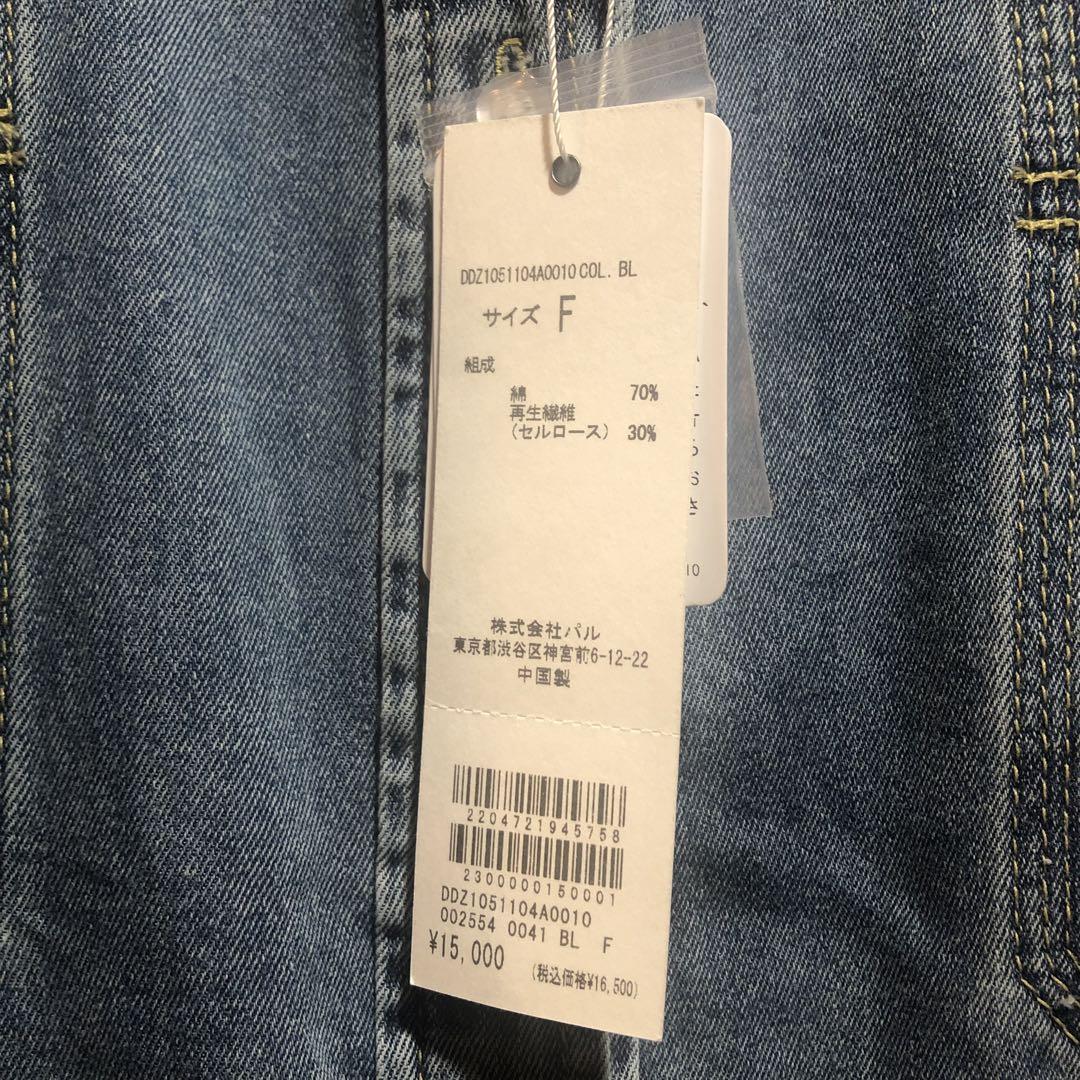 DDZ1051104A0010 COL. BL
サイズ F
組成
綿 70%
再生繊維
(セルロース) 30%
株式会社パル
東京都渋谷区神宮前6-12-22
中国製
2204721945758
2300000150001
DDZ1051104A0010
002554 0041 BL F
¥15,000
(税込価格¥16,500)
10